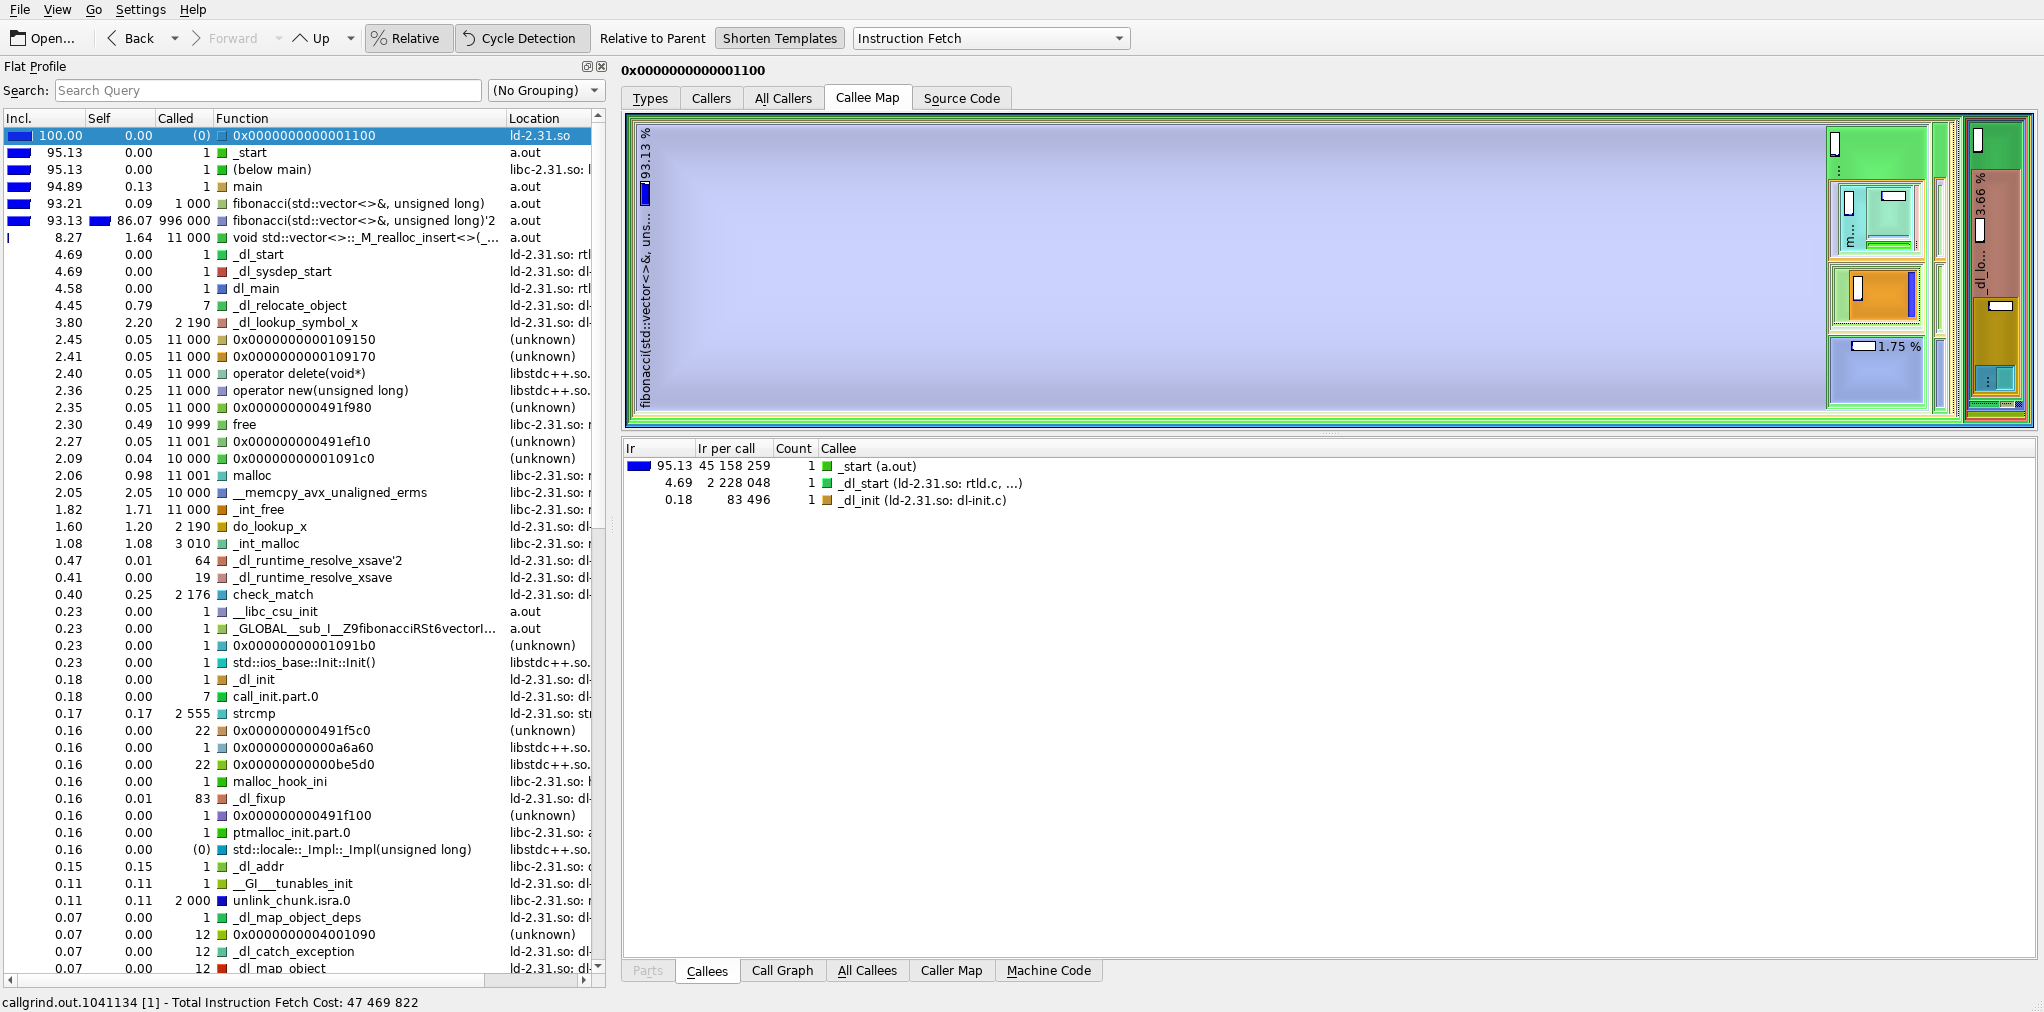 File View Go Settings Help
Open... Back Forward Up Relative Cycle Detection Relative to Parent Shorten Templates Instruction Fetch
Flat Profile
Search: Search Query (No Grouping)
Incl. Self Called Function Location
100.00 0.00 (0) 0x0000000000001100 ld-2.31.so
95.13 0.00 1 _start a.out
95.13 0.00 1 (below main) libc-2.31.so:
94.89 0.13 1 main a.out
93.21 0.09 1 000 fibonacci(std::vector<>&, unsigned long) a.out
93.13 86.07 996 000 fibonacci(std::vector<>&, unsigned long)'2 a.out
8.27 1.64 11 000 void std::vector<>::_M_realloc_insert<>(_... a.out
4.69 0.00 1 _dl_start ld-2.31.so: rtl
4.69 0.00 1 _dl_sysdep_start ld-2.31.so: dl-
4.58 0.00 1 dl_main ld-2.31.so: rtl
4.45 0.79 7 _dl_relocate_object ld-2.31.so: dl-
3.80 2.20 2 190 _dl_lookup_symbol_x ld-2.31.so: dl-
2.45 0.05 11 000 0x0000000000109150 (unknown)
2.41 0.05 11 000 0x0000000000109170 (unknown)
2.40 0.05 11 000 operator delete(void*) libstdc++.so.
2.36 0.25 11 000 operator new(unsigned long) libstdc++.so.
2.35 0.05 11 000 0x000000000491f980 (unknown)
2.30 0.49 10 999 free libc-2.31.so:
2.27 0.05 11 001 0x000000000491ef10 (unknown)
2.09 0.04 10 000 0x00000000001091c0 (unknown)
2.06 0.98 11 001 malloc libc-2.31.so:
2.05 2.05 10 000 __memcpy_avx_unaligned_erms libc-2.31.so:
1.82 1.71 11 000 _int_free libc-2.31.so:
1.60 1.20 2 190 do_lookup_x ld-2.31.so: dl-
1.08 1.08 3 010 _int_malloc libc-2.31.so:
0.47 0.01 64 _dl_runtime_resolve_xsave'2 ld-2.31.so: dl-
0.41 0.00 19 _dl_runtime_resolve_xsave ld-2.31.so: dl-
0.40 0.25 2 176 check_match ld-2.31.so: dl-
0.23 0.00 1 __libc_csu_init a.out
0.23 0.00 1 _GLOBAL__sub_I__Z9fibonacciRSt6vectorI... a.out
0.23 0.00 1 0x00000000001091b0 (unknown)
0.23 0.00 1 std::ios_base::Init::Init() libstdc++.so.
0.18 0.00 1 _dl_init ld-2.31.so: dl-
0.18 0.00 7 call_init.part.0 ld-2.31.so: dl-
0.17 0.17 2 555 strcmp ld-2.31.so: str
0.16 0.00 22 0x000000000491f5c0 (unknown)
0.16 0.00 1 0x00000000000a6a60 libstdc++.so.
0.16 0.00 22 0x00000000000be5d0 libstdc++.so.
0.16 0.00 1 malloc_hook_ini libc-2.31.so:
0.16 0.01 83 _dl_fixup ld-2.31.so: dl-
0.16 0.00 1 0x000000000491f100 (unknown)
0.16 0.00 1 ptmalloc_init.part.0 libc-2.31.so:
0.16 0.00 (0) std::locale::_Impl::_Impl(unsigned long) libstdc++.so.
0.15 0.15 1 _dl_addr libc-2.31.so:
0.11 0.11 1 __GI___tunables_init ld-2.31.so: dl-
0.11 0.11 2 000 unlink_chunk.isra.0 libc-2.31.so:
0.07 0.00 1 _dl_map_object_deps ld-2.31.so: dl-
0.07 0.00 12 0x0000000004001090 (unknown)
0.07 0.00 12 _dl_catch_exception ld-2.31.so: dl-
0.07 0.00 12 _dl_map_object ld-2.31.so: dl-
0x0000000000001100
Types Callers All Callers Callee Map Source Code
fibonacci(std::vector<>&, uns... 93.13 %
...
m...
1.75 %
_dl_lo... 3.66 %
...
Ir Ir per call Count Callee
95.13 45 158 259 1 _start (a.out)
4.69 2 228 048 1 _dl_start (ld-2.31.so: rtld.c, ...)
0.18 83 496 1 _dl_init (ld-2.31.so: dl-init.c)
Parts Callees Call Graph All Callees Caller Map Machine Code
callgrind.out.1041134 [1] - Total Instruction Fetch Cost: 47 469 822